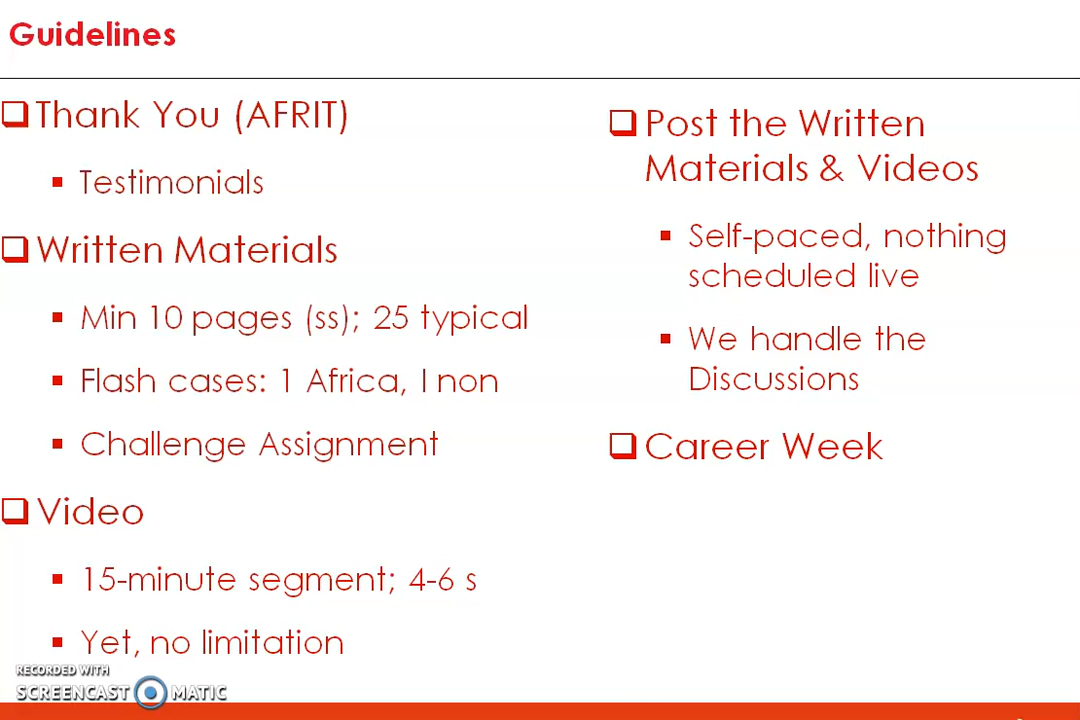 Guidelines
Thank You (AFRIT)
Testimonials
Written Materials
Min 10 pages (ss); 25 typical
Flash cases: 1 Africa, I non
Challenge Assignment
Video
15-minute segment; 4-6 s
Yet, no limitation
Post the Written
Materials & Videos
Self-paced, nothing
scheduled live
We handle the
Discussions
Career Week
RECORDED WITH
SCREENCAST MATIC